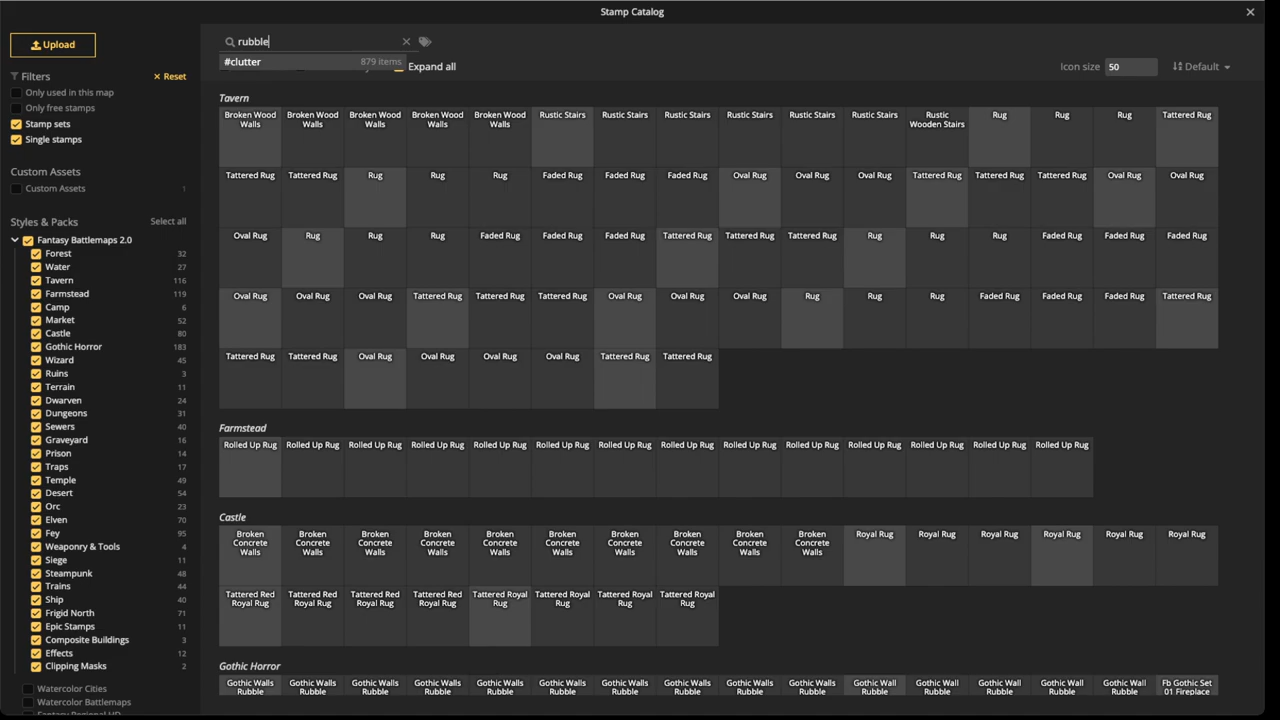 Stamp Catalog
Upload
Filters
Reset
Only used in this map
Only free stamps
Stamp sets
Single stamps
Custom Assets
Custom Assets 1
Styles & Packs Select all
Fantasy Battlemaps 2.0
Forest 32
Water 27
Tavern 116
Farmstead 119
Camp 6
Market 52
Castle 80
Gothic Horror 183
Wizard 45
Ruins 3
Terrain 11
Dwarven 24
Dungeons 31
Sewers 40
Graveyard 16
Prison 14
Traps 17
Temple 49
Desert 54
Orc 23
Elven 70
Fey 95
Weaponry & Tools 4
Siege 11
Steampunk 48
Trains 44
Ship 40
Frigid North 71
Epic Stamps 11
Composite Buildings 3
Effects 12
Clipping Masks 2
Watercolor Cities
Watercolor Battlemaps
rubble
#clutter 879 items
Expand all
Icon size 50 Default
Tavern
Broken Wood Broken Wood Broken Wood Broken Wood Broken Wood Rustic Stairs Rustic Stairs Rustic Stairs Rustic Stairs Rustic Stairs Rustic Stairs Rustic Rug Rug Rug Tattered Rug
Walls Walls Walls Walls Walls Wooden Stairs
Tattered Rug Tattered Rug Rug Rug Rug Faded Rug Faded Rug Faded Rug Oval Rug Oval Rug Oval Rug Tattered Rug Tattered Rug Tattered Rug Oval Rug Oval Rug
Oval Rug Rug Rug Rug Faded Rug Faded Rug Faded Rug Tattered Rug Tattered Rug Tattered Rug Rug Rug Rug Faded Rug Faded Rug Faded Rug
Oval Rug Oval Rug Oval Rug Tattered Rug Tattered Rug Tattered Rug Oval Rug Oval Rug Oval Rug Rug Rug Rug Faded Rug Faded Rug Faded Rug Tattered Rug
Tattered Rug Tattered Rug Oval Rug Oval Rug Oval Rug Oval Rug Tattered Rug Tattered Rug
Farmstead
Rolled Up Rug Rolled Up Rug Rolled Up Rug Rolled Up Rug Rolled Up Rug Rolled Up Rug Rolled Up Rug Rolled Up Rug Rolled Up Rug Rolled Up Rug Rolled Up Rug Rolled Up Rug Rolled Up Rug Rolled Up Rug
Castle
Broken Broken Broken Broken Broken Broken Broken Broken Broken Broken Royal Rug Royal Rug Royal Rug Royal Rug Royal Rug Royal Rug
Concrete Concrete Concrete Concrete Concrete Concrete Concrete Concrete Concrete Concrete
Walls Walls Walls Walls Walls Walls Walls Walls Walls Walls
Tattered Red Tattered Red Tattered Red Tattered Red Tattered Royal Tattered Royal Tattered Royal Tattered Royal
Royal Rug Royal Rug Royal Rug Royal Rug Rug Rug Rug Rug
Gothic Horror
Gothic Walls Gothic Walls Gothic Walls Gothic Walls Gothic Walls Gothic Walls Gothic Walls Gothic Walls Gothic Walls Gothic Walls Gothic Wall Gothic Wall Gothic Wall Gothic Wall Gothic Wall Fb Gothic Set
Rubble Rubble Rubble Rubble Rubble Rubble Rubble Rubble Rubble Rubble Rubble Rubble Rubble Rubble Rubble 01 Fireplace